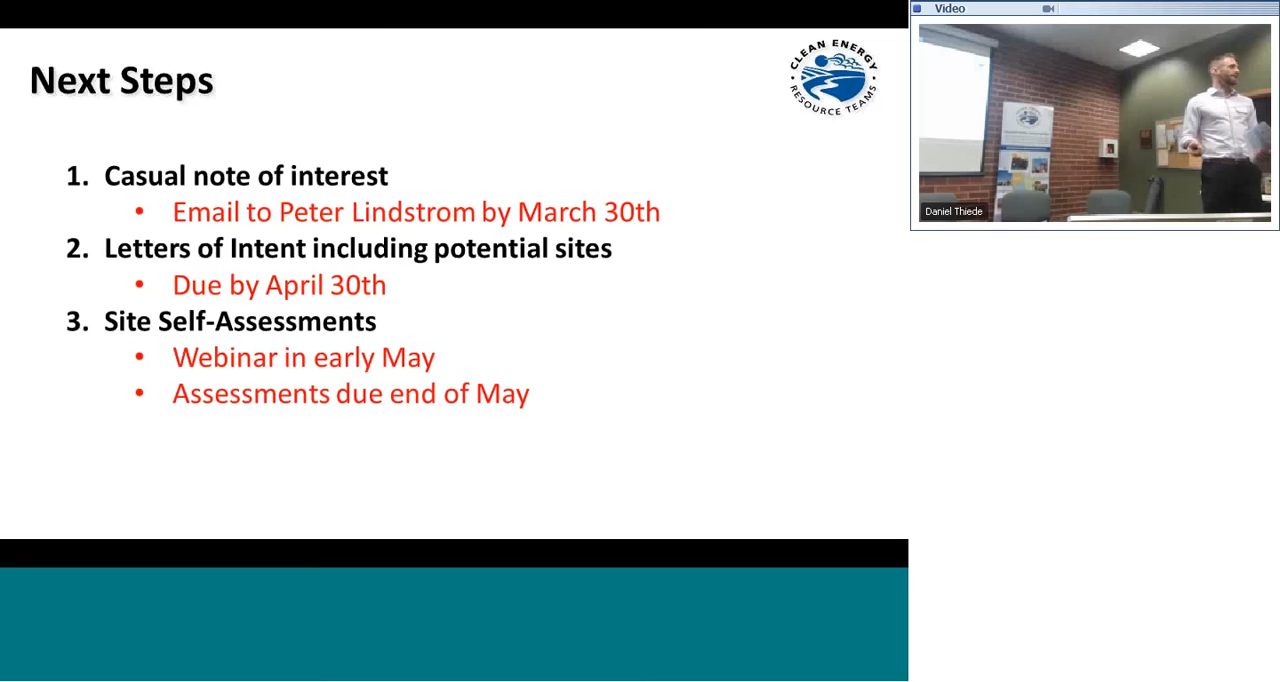 Next Steps
CLEAN ENERGY
RESOURCE TEAMS
1. Casual note of interest
• Email to Peter Lindstrom by March 30th
2. Letters of Intent including potential sites
• Due by April 30th
3. Site Self-Assessments
• Webinar in early May
• Assessments due end of May
Video
Daniel Thiede